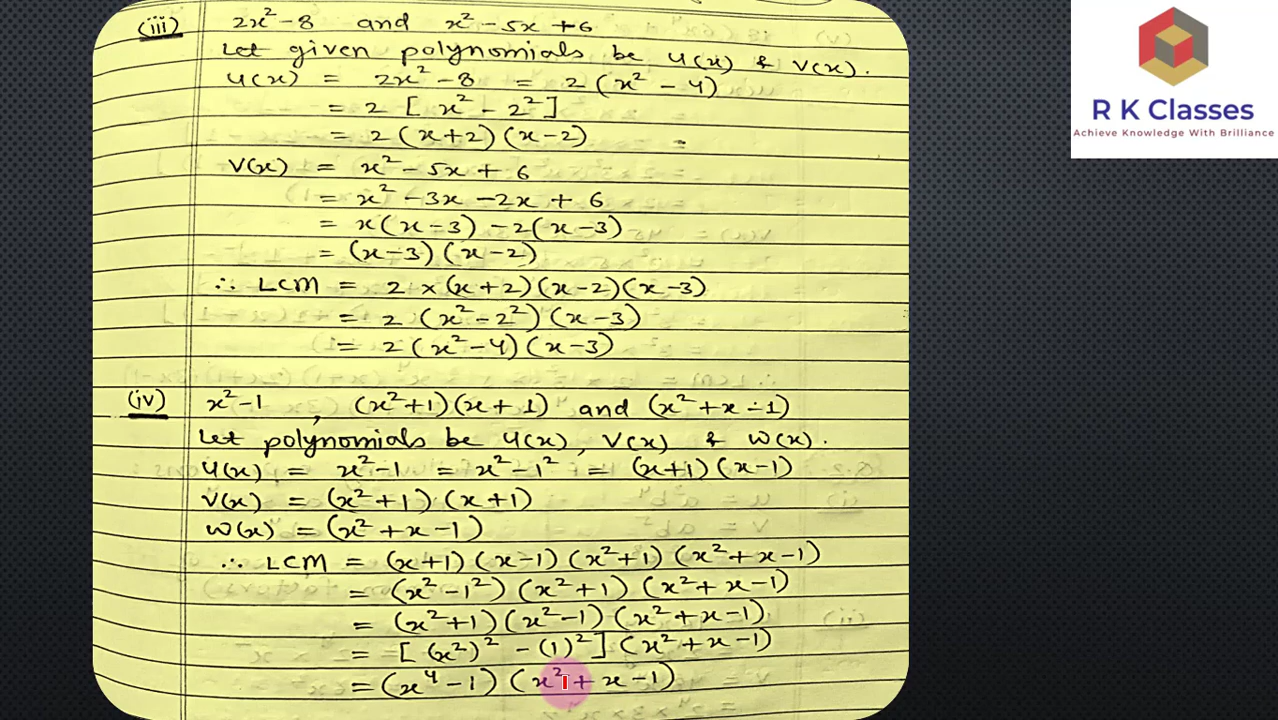 (iii) 2x² - 8 and x² - 5x + 6
Let given polynomials be u(x) & v(x).
u(x) = 2x² - 8 = 2(x² - 4)
= 2 [x² - 2²]
= 2(x+2)(x-2)
v(x) = x² - 5x + 6
= x² - 3x - 2x + 6
= x(x-3) - 2(x-3)
= (x-3)(x-2)
∴ LCM = 2 × (x+2)(x-2)(x-3)
= 2 (x² - 2²)(x-3)
= 2(x² - 4)(x-3)
(iv) x² - 1, (x²+1)(x+1) and (x² + x - 1)
Let polynomials be u(x), v(x) & w(x).
u(x) = x² - 1 = x² - 1² = (x+1)(x-1)
v(x) = (x²+1)(x+1)
w(x) = (x² + x - 1)
∴ LCM = (x+1)(x-1)(x²+1)(x² + x - 1)
= (x² - 1²)(x² + 1)(x² + x - 1)
= (x²+1)(x² - 1)(x² + x - 1)
= [(x²)² - (1)²](x² + x - 1)
= (x⁴ - 1)(x² + x - 1)
R K Classes
Achieve Knowledge With Brilliance